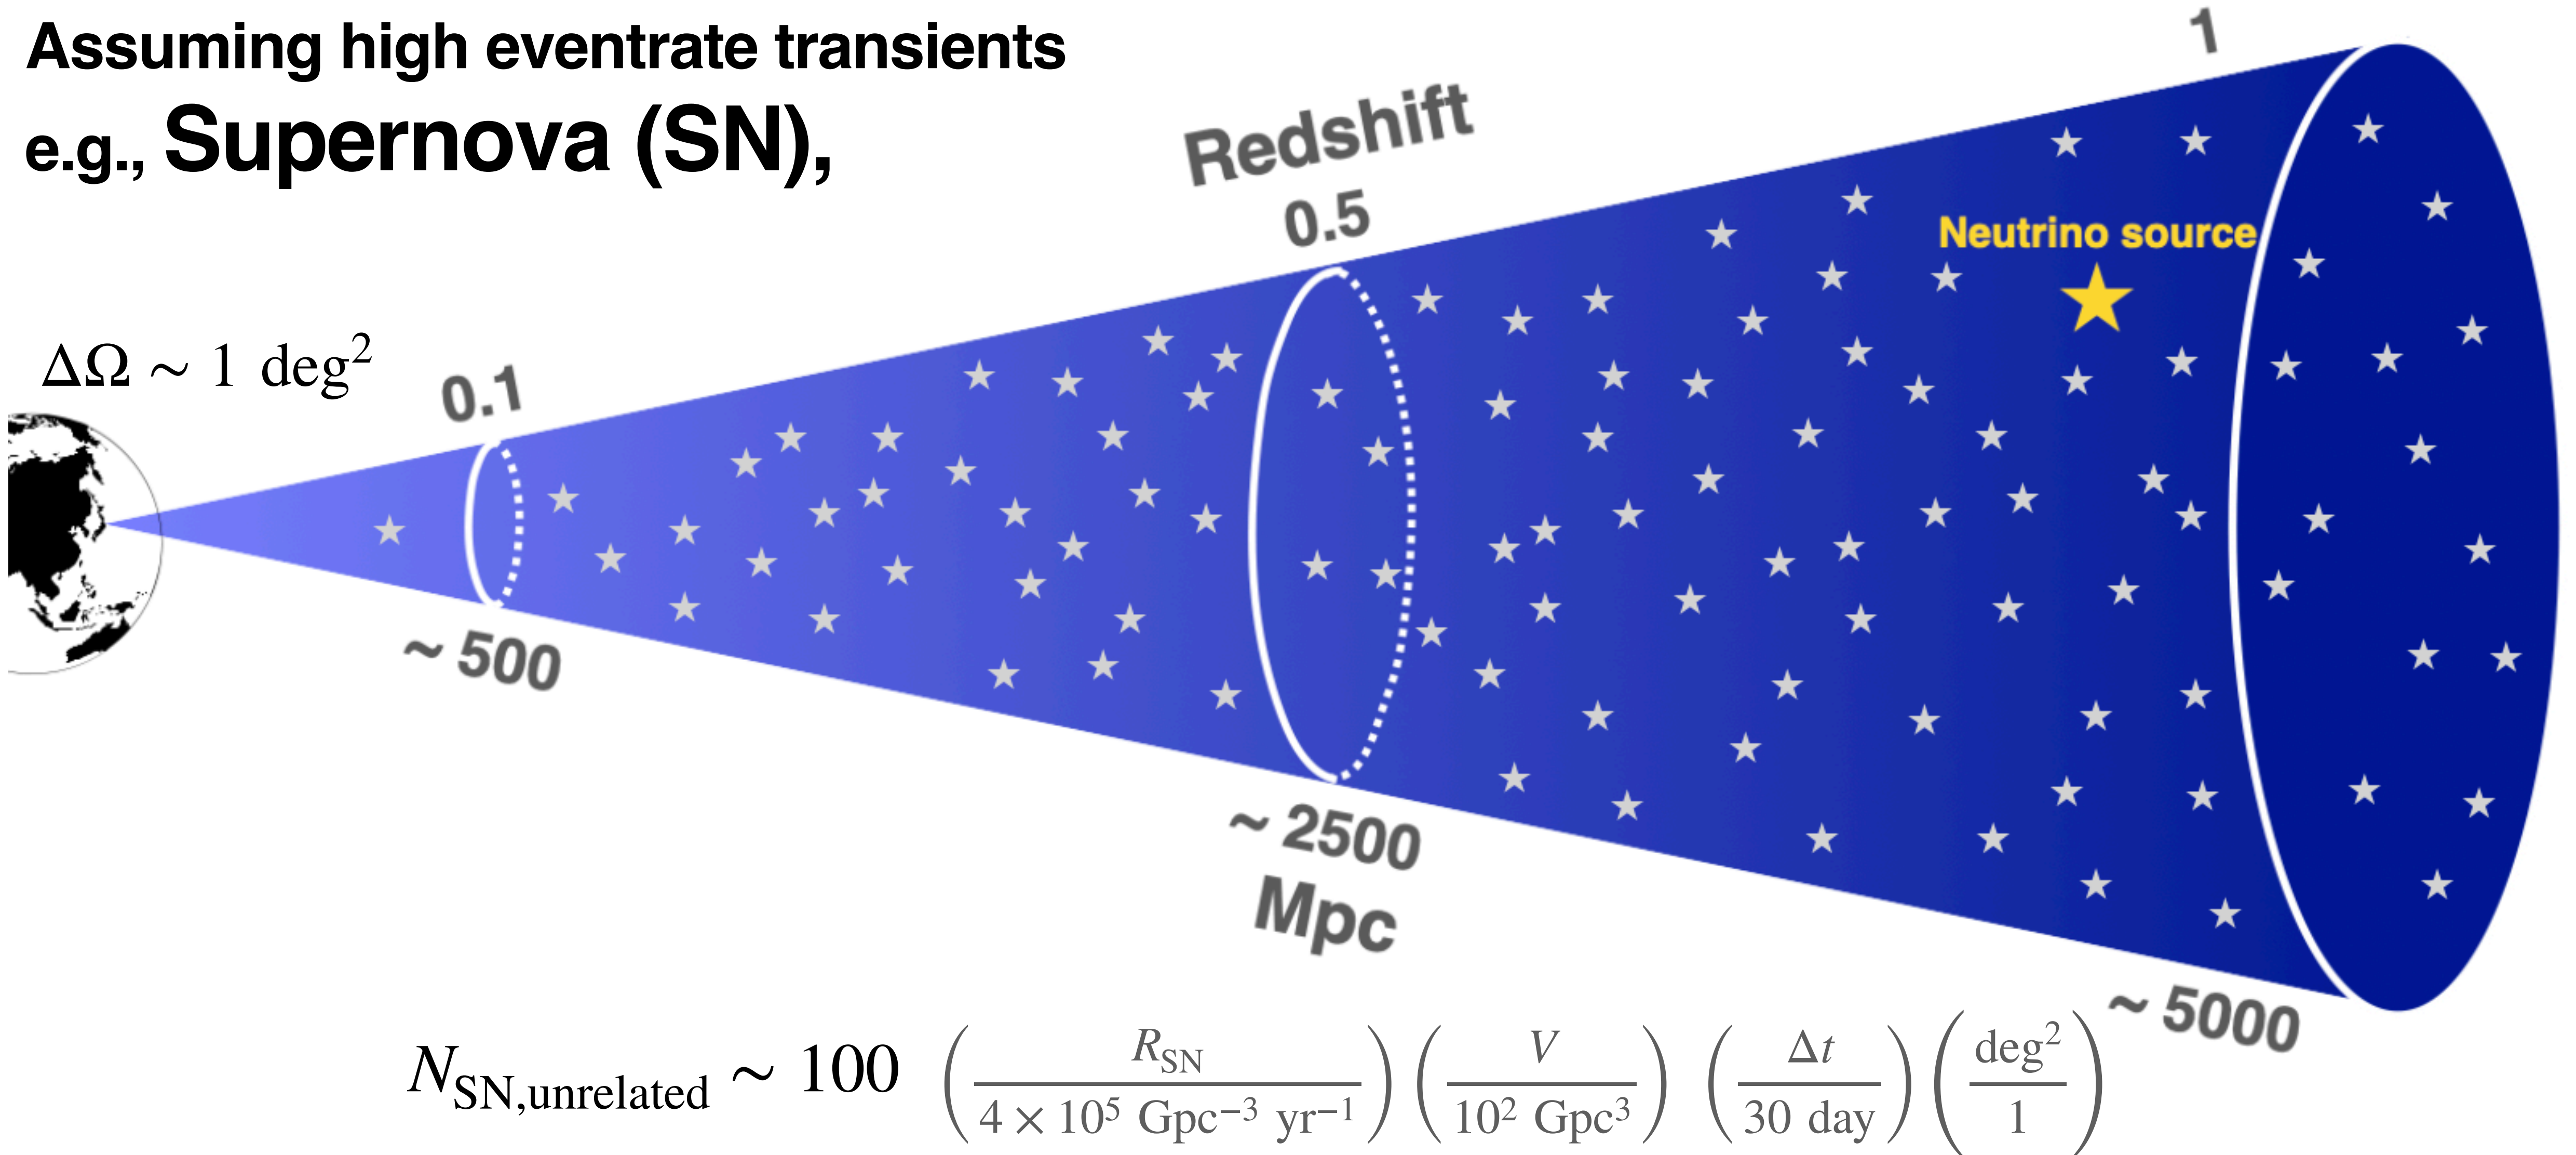 Assuming high eventrate transients
e.g., Supernova (SN),
ΔΩ ~ 1 deg²
Redshift
0.1
0.5
1
Neutrino source
~ 500
~ 2500
~ 5000
Mpc
N_SN,unrelated ~ 100 (R_SN / 4 × 10⁵ Gpc⁻³ yr⁻¹) (V / 10² Gpc³) (Δt / 30 day) (deg² / 1)